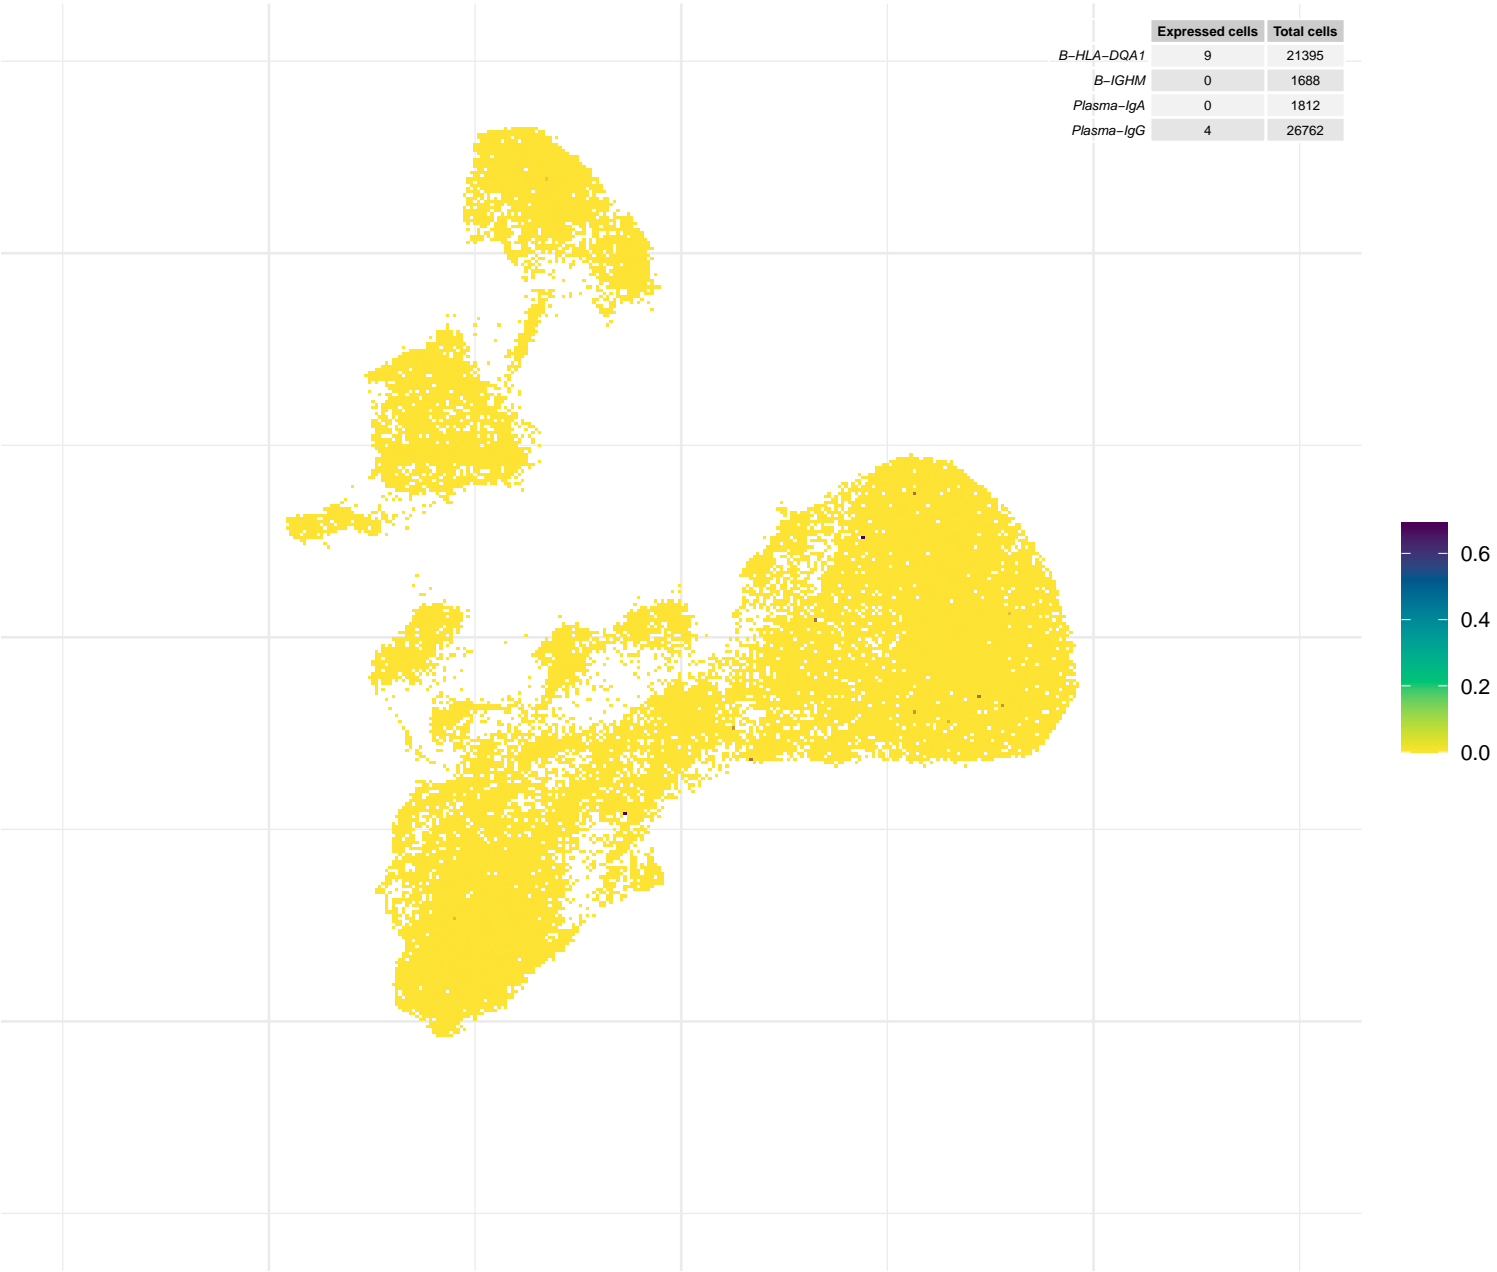 Expressed cells Total cells
B−HLA−DQA1 9 21395
B−IGHM 0 1688
Plasma−IgA 0 1812
Plasma−IgG 4 26762
0.6
0.4
0.2
0.0